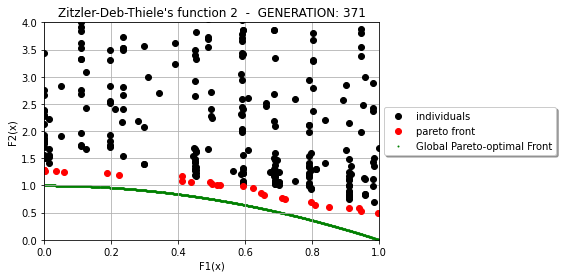 Zitzler-Deb-Thiele's function 2 - GENERATION: 371
4.0
3.5
3.0
2.5
2.0
1.5
1.0
0.5
0.0
F2(x)
0.0 0.2 0.4 0.6 0.8 1.0
F1(x)
individuals
pareto front
Global Pareto-optimal Front